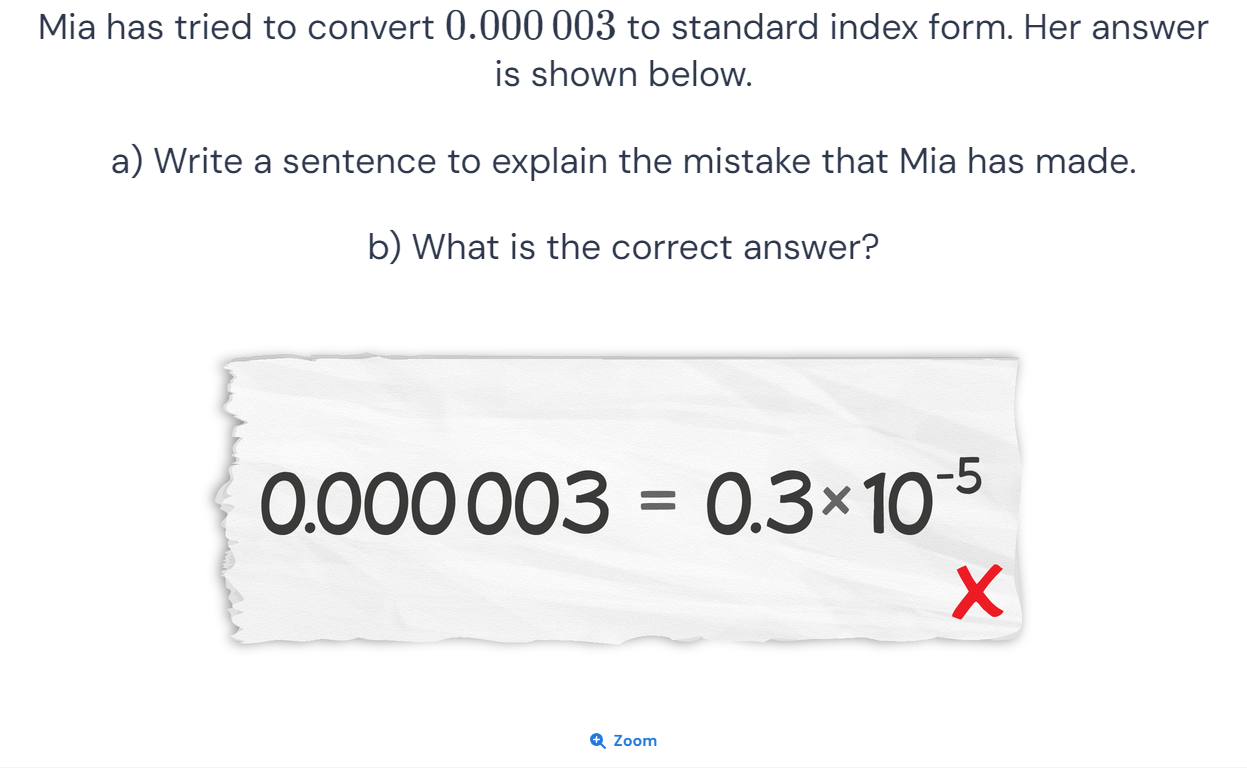 Mia has tried to convert 0.000 003 to standard index form. Her answer
is shown below.
a) Write a sentence to explain the mistake that Mia has made.
b) What is the correct answer?
0.000 003 = 0.3×10⁻⁵
X
Zoom